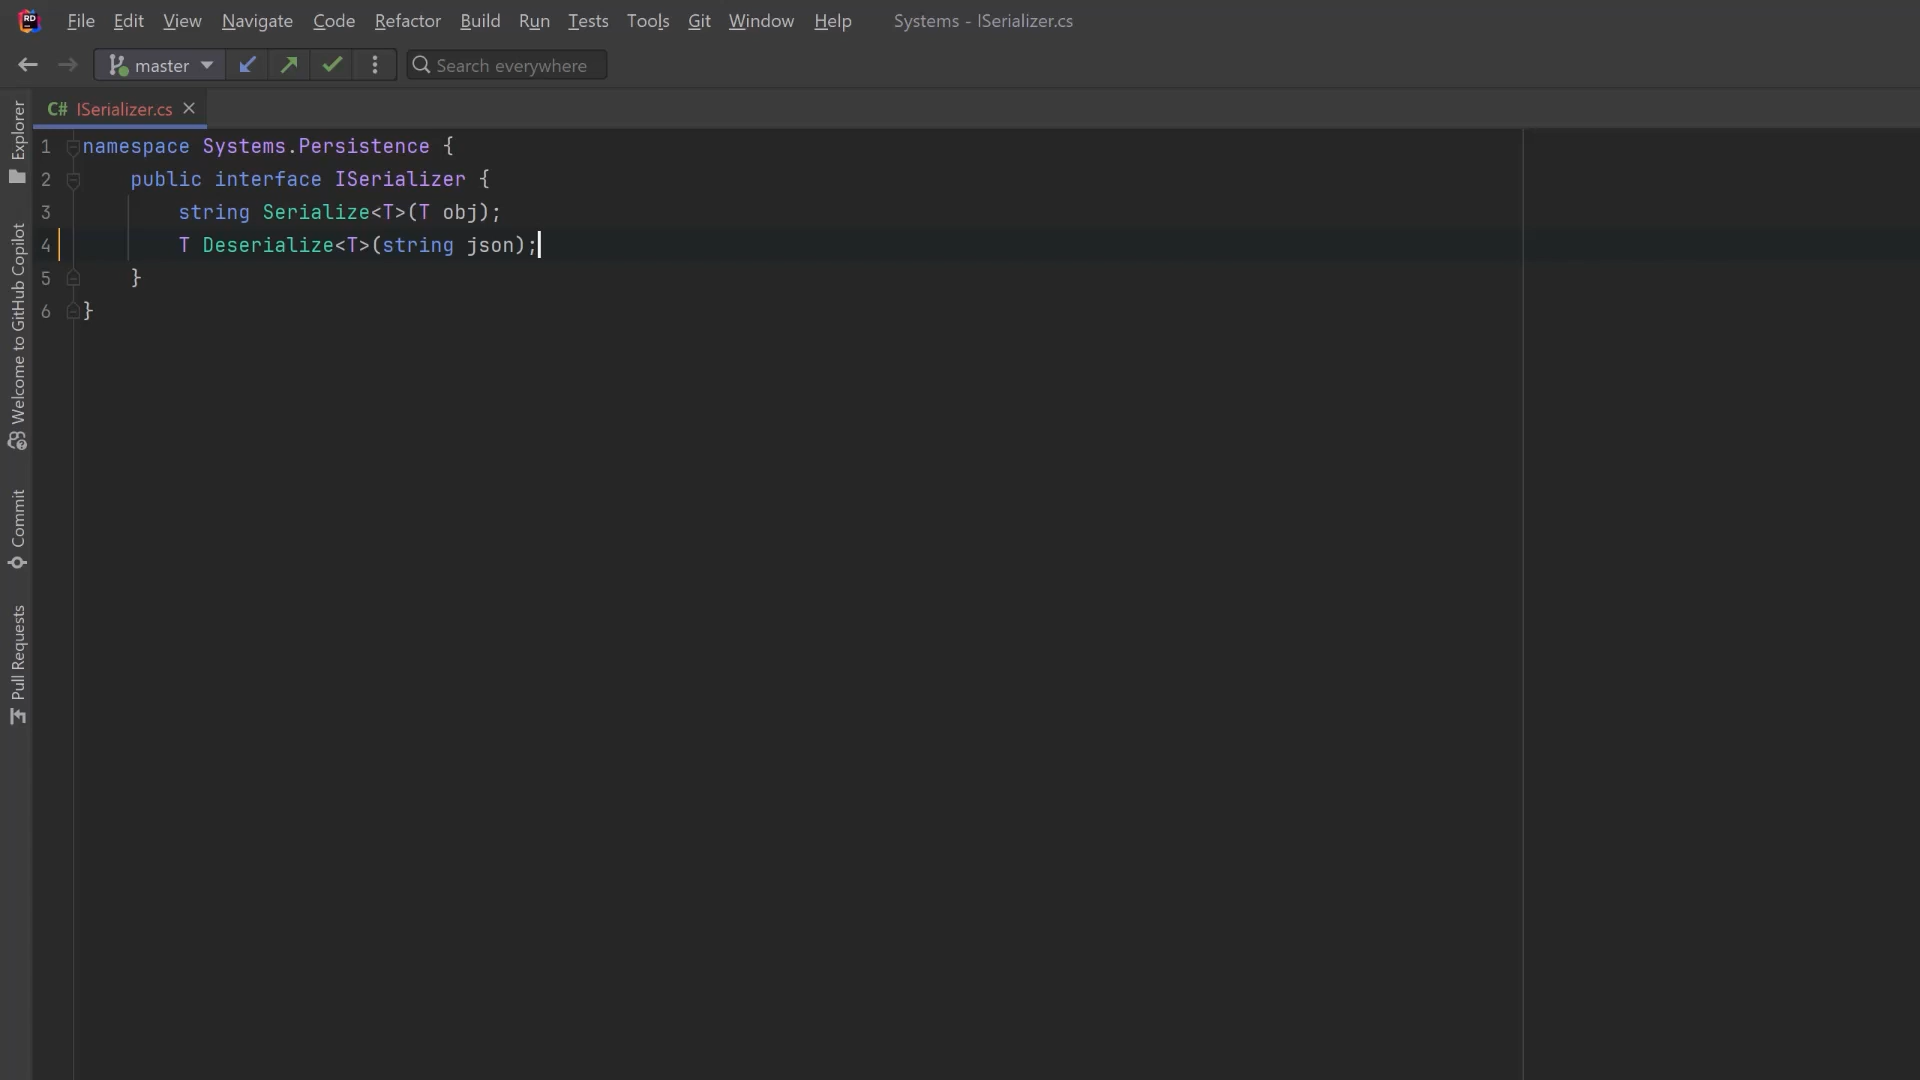 RD File Edit View Navigate Code Refactor Build Run Tests Tools Git Window Help Systems - ISerializer.cs
master Search everywhere
C# ISerializer.cs
Explorer
Welcome to GitHub Copilot
Commit
Pull Requests
1 namespace Systems.Persistence {
2 public interface ISerializer {
3 string Serialize<T>(T obj);
4 T Deserialize<T>(string json);
5 }
6 }